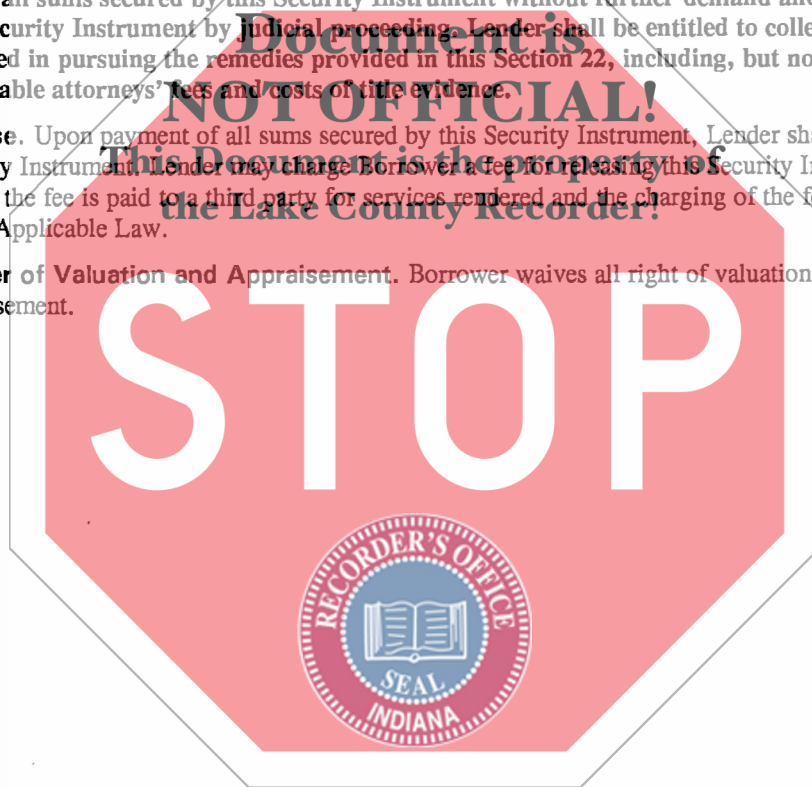 all sums secured by this Security Instrument without further demand and
curity Instrument by judicial proceeding. Lender shall be entitled to colle
ed in pursuing the remedies provided in this Section 22, including, but no
able attorneys' fees and costs of title evidence.
Document is
NOT OFFICIAL!
This Document is the property of
the Lake County Recorder!
se. Upon payment of all sums secured by this Security Instrument, Lender sh
y Instrument. Lender may charge Borrower a fee for releasing this Security I
the fee is paid to a third party for services rendered and the charging of the f
Applicable Law.
er of Valuation and Appraisement. Borrower waives all right of valuation
sement.
STOP
RECORDER'S OFFICE
SEAL
INDIANA